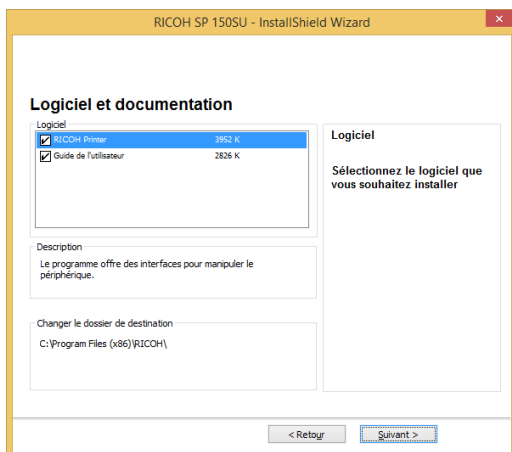 RICOH SP 150SU - InstallShield Wizard
Logiciel et documentation
Logiciel
RICOH Printer 3952 K
Guide de l'utilisateur 2826 K
Description
Le programme offre des interfaces pour manipuler le
périphérique.
Changer le dossier de destination
C:\Program Files (x86)\RICOH\
Logiciel
Sélectionnez le logiciel que
vous souhaitez installer
< Retour
Suivant >